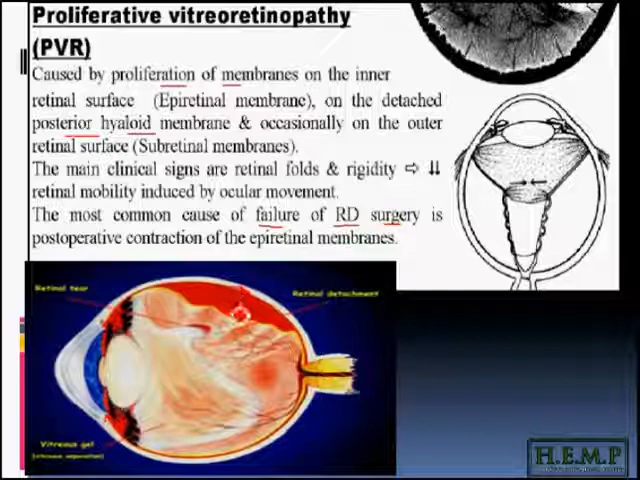 Proliferative vitreoretinopathy
(PVR)
Caused by proliferation of membranes on the inner
retinal surface (Epiretinal membrane), on the detached
posterior hyaloid membrane & occasionally on the outer
retinal surface (Subretinal membranes).
The main clinical signs are retinal folds & rigidity ⇨ ⇊
retinal mobility induced by ocular movement.
The most common cause of failure of RD surgery is
postoperative contraction of the epiretinal membranes.
Retinal tear
Retinal detachment
Vitreous gel
H.E.M.P